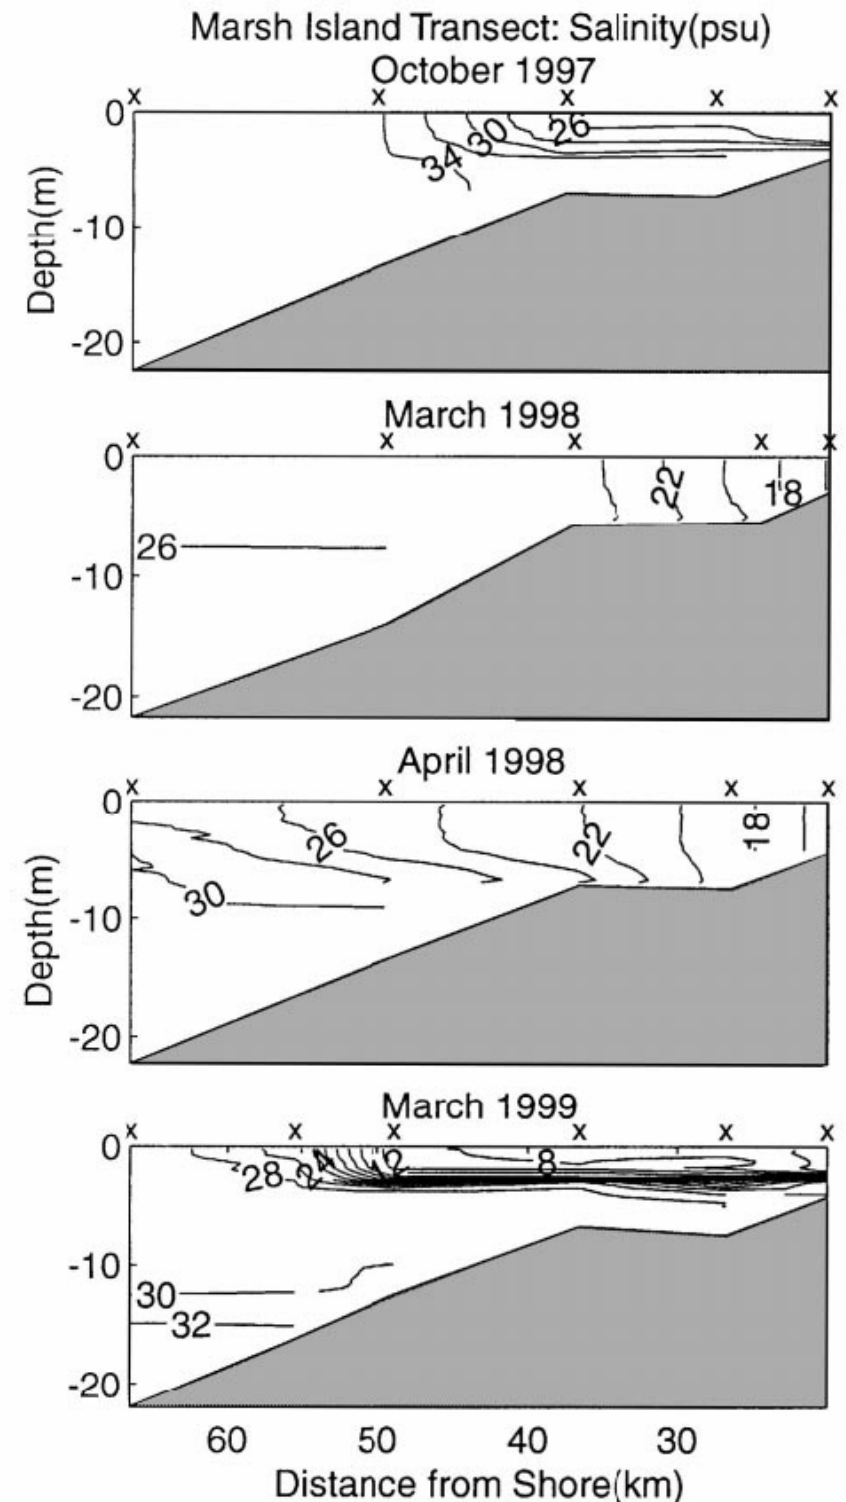 Marsh Island Transect: Salinity(psu)
October 1997
x x x x x
0
26
30
34
-10
-20
Depth(m)
March 1998
x x x x x
0
22
18
26
-10
-20
April 1998
x x x x x
0
18
26
22
30
-10
-20
Depth(m)
March 1999
x x x x x x
0
8
24
28
-10
30
32
-20
60 50 40 30
Distance from Shore(km)